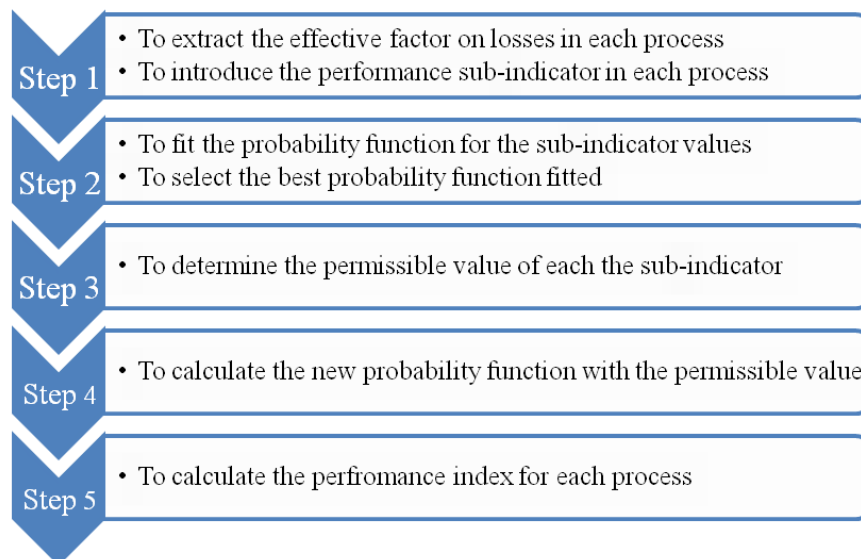 Step 1
• To extract the effective factor on losses in each process
• To introduce the performance sub-indicator in each process
Step 2
• To fit the probability function for the sub-indicator values
• To select the best probability function fitted
Step 3
• To determine the permissible value of each the sub-indicator
Step 4
• To calculate the new probability function with the permissible value
Step 5
• To calculate the perfromance index for each process